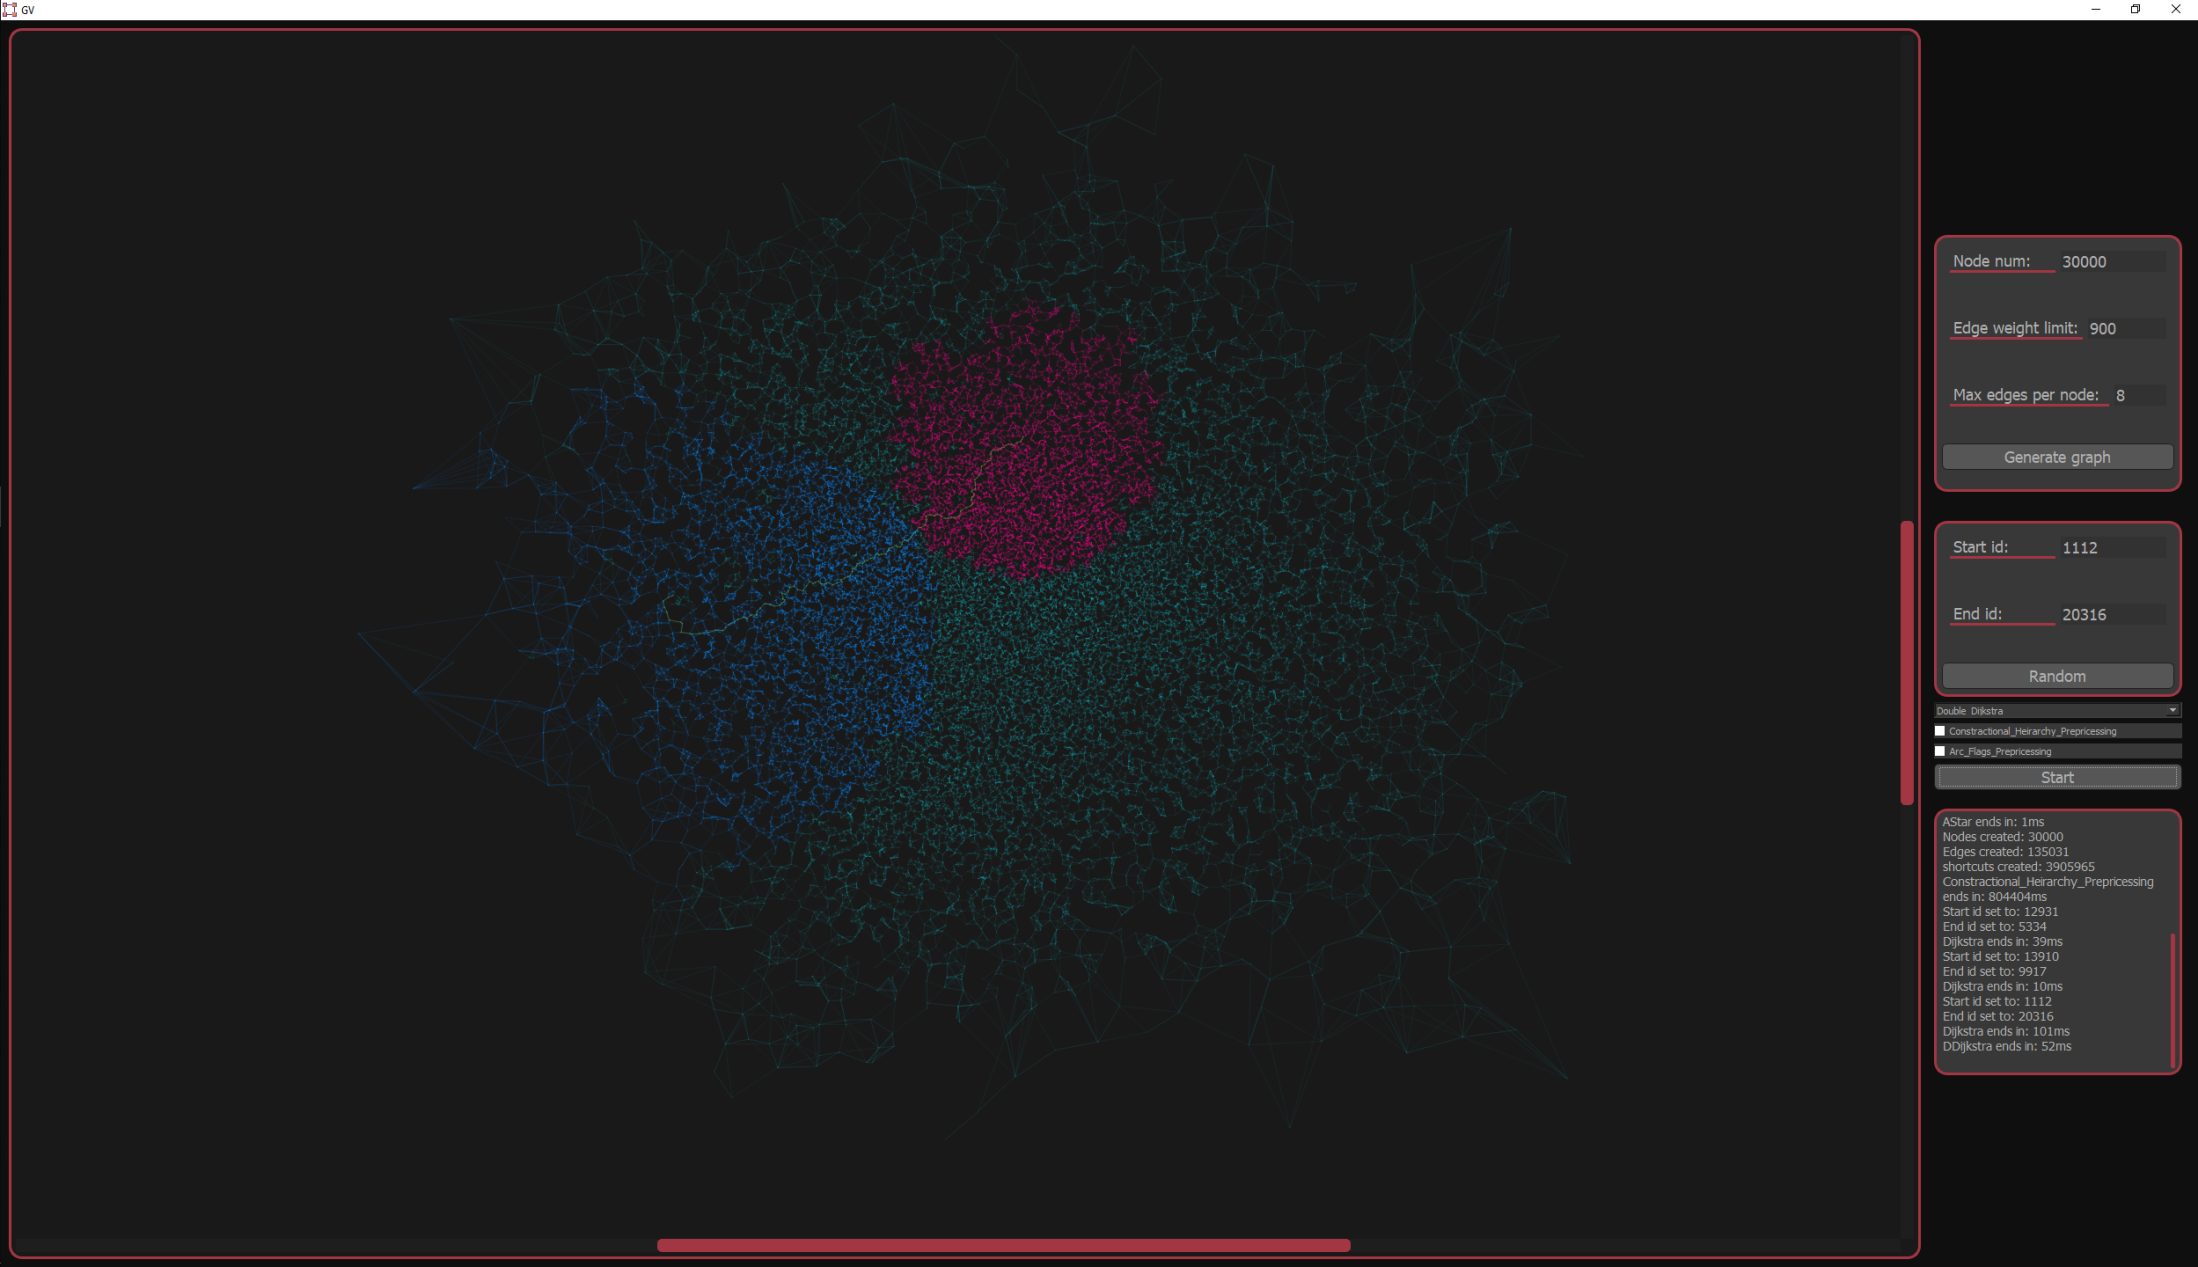 GV
Node num: 30000
Edge weight limit: 900
Max edges per node: 8
Generate graph
Start id: 1112
End id: 20316
Random
Double Dijkstra
Constractional_Heirarchy_Prepricessing
Arc_Flags_Prepricessing
Start
AStar ends in: 1ms
Nodes created: 30000
Edges created: 135031
shortcuts created: 3905965
Constractional_Heirarchy_Prepricessing
ends in: 804404ms
Start id set to: 12931
End id set to: 5334
Dijkstra ends in: 39ms
Start id set to: 13910
End id set to: 9917
Dijkstra ends in: 10ms
Start id set to: 1112
End id set to: 20316
Dijkstra ends in: 101ms
DDijkstra ends in: 52ms